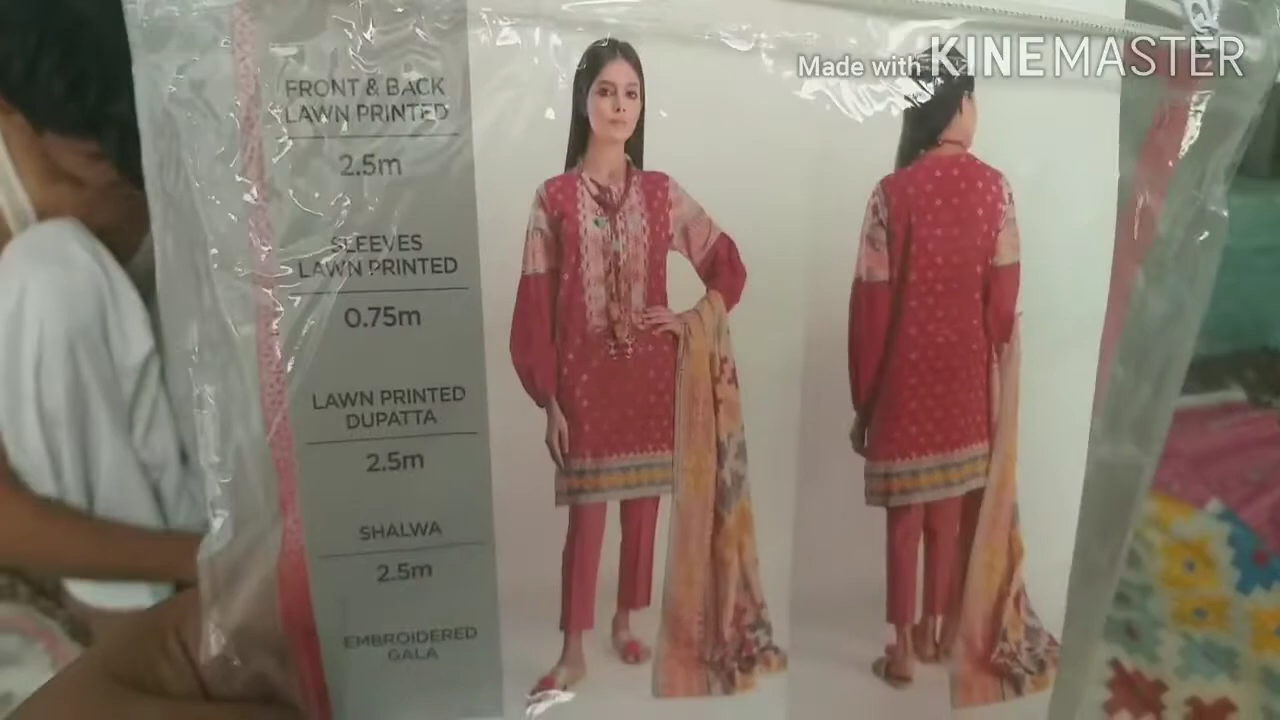 Made with KINEMASTER
FRONT & BACK
LAWN PRINTED
2.5m
SLEEVES
LAWN PRINTED
0.75m
LAWN PRINTED
DUPATTA
2.5m
SHALWA
2.5m
EMBROIDERED
GALA